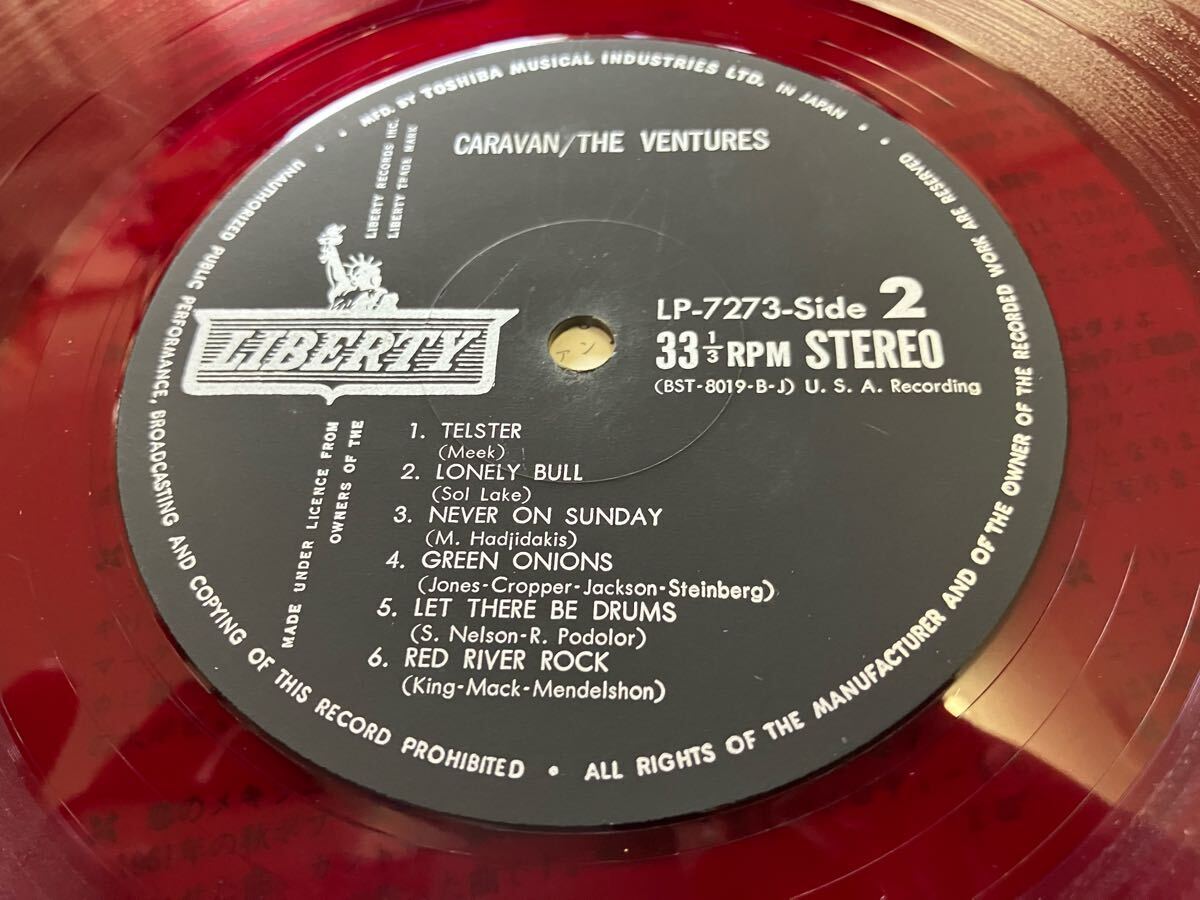 MFD. BY TOSHIBA MUSICAL INDUSTRIES LTD. IN JAPAN
CARAVAN/THE VENTURES
LIBERTY RECORDS INC.
LIBERTY TRADE MARK
LIBERTY
MADE UNDER LICENCE FROM
OWNERS OF THE
LP-7273-Side 2
33 1/3 RPM STEREO
(BST-8019-B-J) U. S. A. Recording
アン
1. TELSTER
(Meek)
2. LONELY BULL
(Sol Lake)
3. NEVER ON SUNDAY
(M. Hadjidakis)
4. GREEN ONIONS
(Jones-Cropper-Jackson-Steinberg)
5. LET THERE BE DRUMS
(S. Nelson-R. Podolor)
6. RED RIVER ROCK
(King-Mack-Mendelshon)
• ALL RIGHTS OF THE MANUFACTURER AND OF THE OWNER OF THE RECORDED WORK ARE RESERVED •
UNAUTHORIZED PUBLIC PERFORMANCE, BROADCASTING AND COPYING OF THIS RECORD PROHIBITED